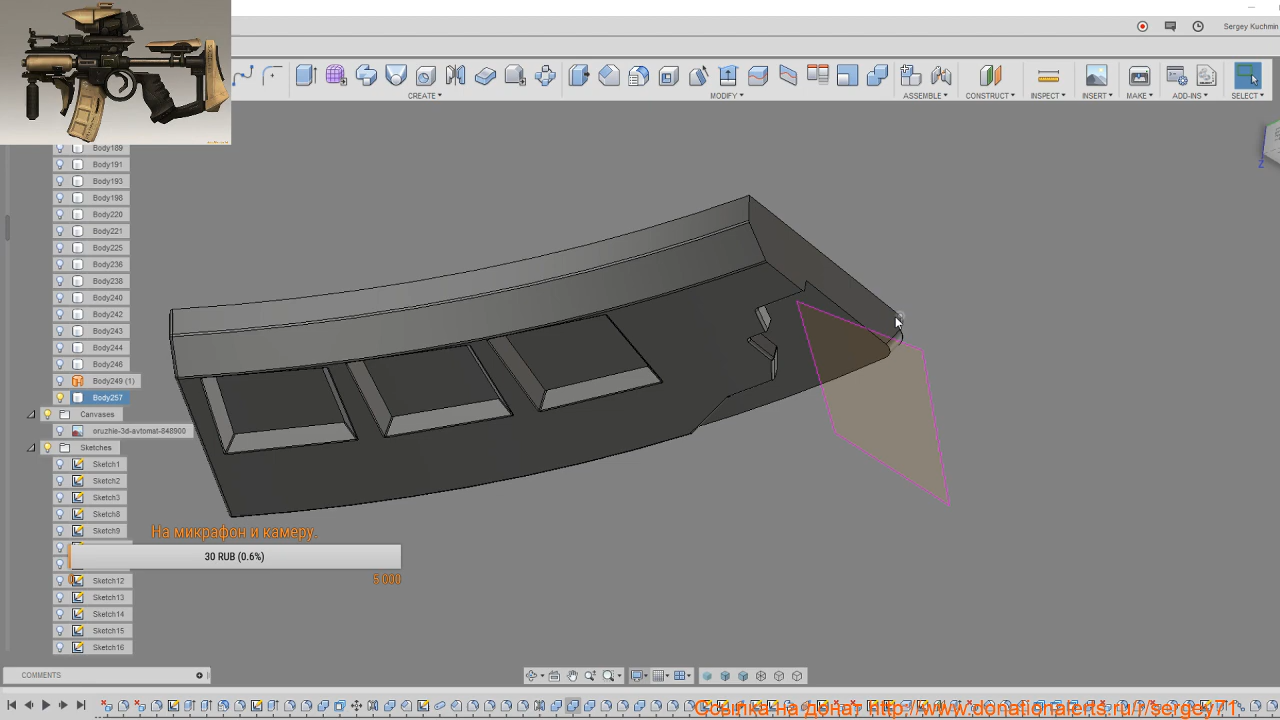 Sergey Kuchmin
CREATE
MODIFY
ASSEMBLE
CONSTRUCT
INSPECT
INSERT
MAKE
ADD-INS
SELECT
Z
Body189
Body191
Body193
Body198
Body220
Body221
Body225
Body236
Body238
Body240
Body242
Body243
Body244
Body246
Body249 (1)
Body257
Canvases
oruzhie-3d-avtomat-848900
Sketches
Sketch1
Sketch2
Sketch3
Sketch8
Sketch9
На микрафон и камеру.
30 RUB (0.6%)
0
5 000
Sketch12
Sketch13
Sketch14
Sketch15
Sketch16
COMMENTS
Ссылка на донат http://www.donationalerts.ru/r/sergey71